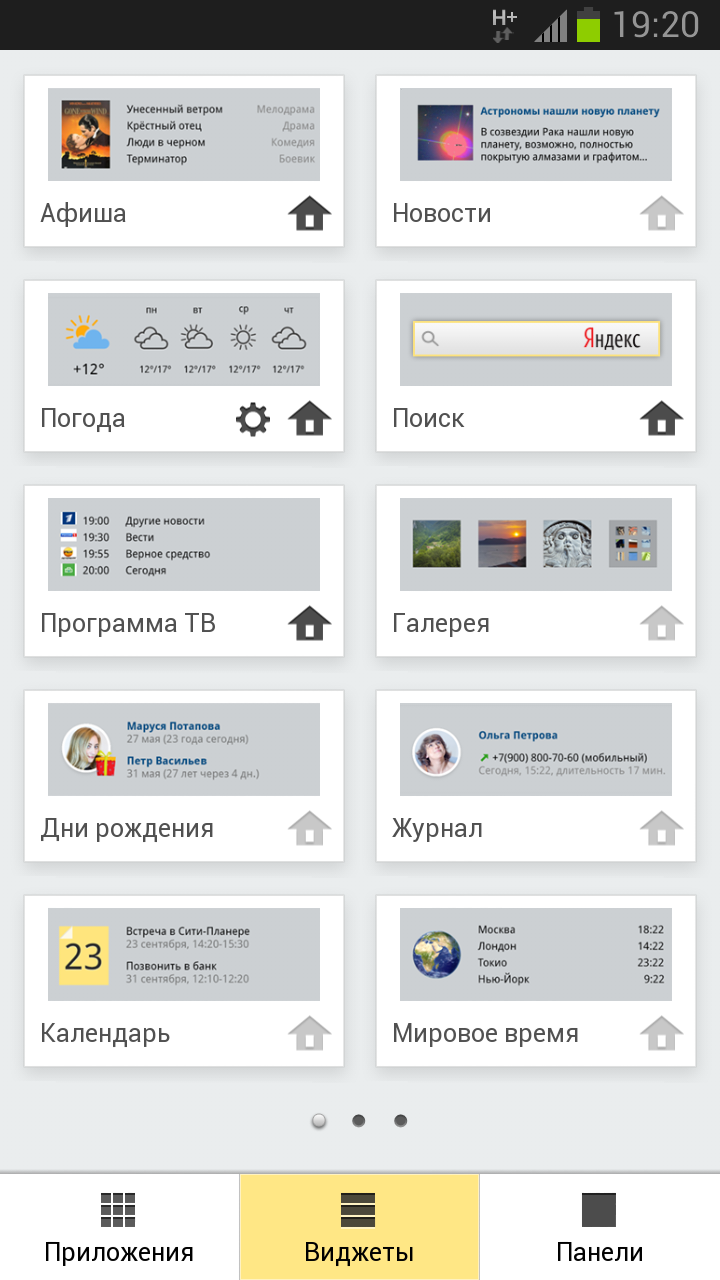 H+ 19:20
Унесенный ветром Мелодрама
Крёстный отец Драма
Люди в черном Комедия
Терминатор Боевик
Афиша
Астрономы нашли новую планету
В созвездии Рака нашли новую
планету, возможно, полностью
покрытую алмазами и графитом...
Новости
пн вт ср чт
+12° 12°/17° 12°/17° 12°/17° 12°/17°
Погода
Яндекс
Поиск
19:00 Другие новости
19:30 Вести
19:55 Верное средство
20:00 Сегодня
Программа ТВ
Галерея
Маруся Потапова
27 мая (23 года сегодня)
Петр Васильев
31 мая (27 лет через 4 дн.)
Дни рождения
Ольга Петрова
+7(900) 800-70-60 (мобильный)
Сегодня, 15:22, длительность 17 мин.
Журнал
23
Встреча в Сити-Планере
23 сентября, 14:20-15:30
Позвонить в банк
31 сентября, 12:10-12:20
Календарь
Москва 18:22
Лондон 14:22
Токио 23:22
Нью-Йорк 9:22
Мировое время
Приложения
Виджеты
Панели